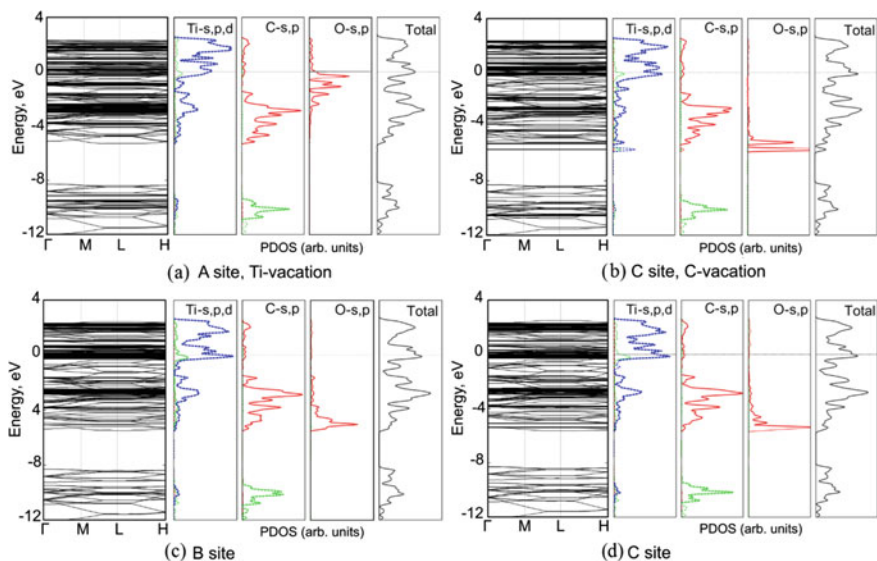 4
0
-4
-8
-12
Energy, eV
Ti-s,p,d
C-s,p
O-s,p
Total
Γ M L H
PDOS (arb. units)
(a) A site, Ti-vacation
4
0
-4
-8
-12
Energy, eV
Ti-s,p,d
C-s,p
O-s,p
Total
Γ M L H
PDOS (arb. units)
(b) C site, C-vacation
4
0
4
-8
-12
Energy, eV
Ti-s,p,d
C-s,p
O-s,p
Total
Γ M L H
PDOS (arb. units)
(c) B site
4
0
-4
-8
-12
Energy, eV
Ti-s,p,d
C-s,p
O-s,p
Total
Γ M L H
PDOS (arb. units)
(d) C site